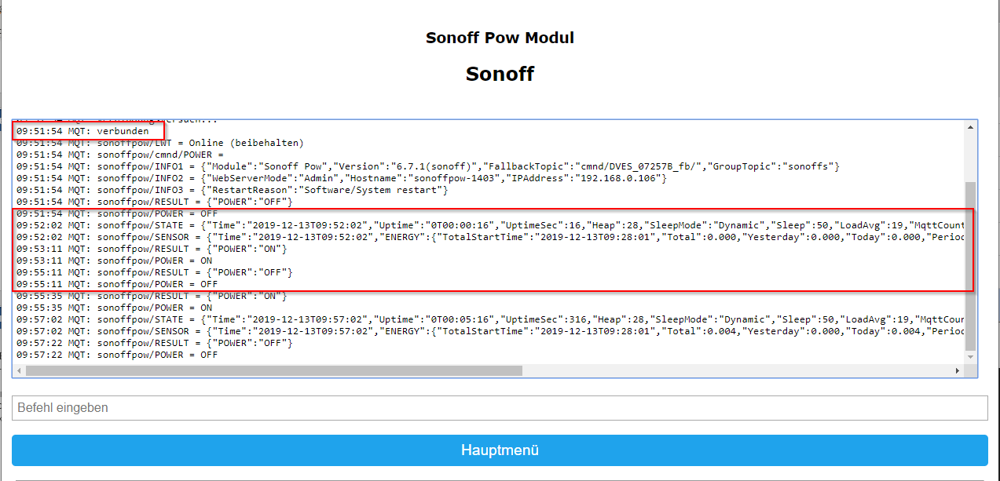 Sonoff Pow Modul
Sonoff
09:51:54 MQT: verbunden
09:51:54 MQT: sonoffpow/LWT = Online (beibehalten)
09:51:54 MQT: sonoffpow/cmnd/POWER =
09:51:54 MQT: sonoffpow/INFO1 = {"Module":"Sonoff Pow","Version":"6.7.1(sonoff)","FallbackTopic":"cmnd/DVES_07257B_fb/","GroupTopic":"sonoffs"}
09:51:54 MQT: sonoffpow/INFO2 = {"WebServerMode":"Admin","Hostname":"sonoffpow-1403","IPAddress":"192.168.0.106"}
09:51:54 MQT: sonoffpow/INFO3 = {"RestartReason":"Software/System restart"}
09:51:54 MQT: sonoffpow/RESULT = {"POWER":"OFF"}
09:51:54 MQT: sonoffpow/POWER = OFF
09:52:02 MQT: sonoffpow/STATE = {"Time":"2019-12-13T09:52:02","Uptime":"0T00:00:16","UptimeSec":16,"Heap":28,"SleepMode":"Dynamic","Sleep":50,"LoadAvg":19,"MqttCount
09:52:02 MQT: sonoffpow/SENSOR = {"Time":"2019-12-13T09:52:02","ENERGY":{"TotalStartTime":"2019-12-13T09:28:01","Total":0.000,"Yesterday":0.000,"Today":0.000,"Period
09:53:11 MQT: sonoffpow/RESULT = {"POWER":"ON"}
09:53:11 MQT: sonoffpow/POWER = ON
09:55:11 MQT: sonoffpow/RESULT = {"POWER":"OFF"}
09:55:11 MQT: sonoffpow/POWER = OFF
09:55:35 MQT: sonoffpow/RESULT = {"POWER":"ON"}
09:55:35 MQT: sonoffpow/POWER = ON
09:57:02 MQT: sonoffpow/STATE = {"Time":"2019-12-13T09:57:02","Uptime":"0T00:05:16","UptimeSec":316,"Heap":28,"SleepMode":"Dynamic","Sleep":50,"LoadAvg":19,"MqttCoun
09:57:02 MQT: sonoffpow/SENSOR = {"Time":"2019-12-13T09:57:02","ENERGY":{"TotalStartTime":"2019-12-13T09:28:01","Total":0.004,"Yesterday":0.000,"Today":0.004,"Period
09:57:22 MQT: sonoffpow/RESULT = {"POWER":"OFF"}
09:57:22 MQT: sonoffpow/POWER = OFF
Befehl eingeben
Hauptmenü